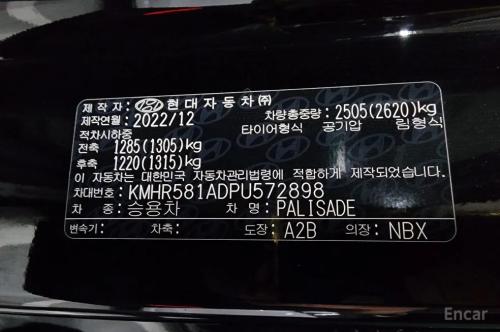 제 작 자: 현대자동차㈜
제작연월: 2022/12 차량총중량: 2505(2620)kg
적차시하중 타이어형식 공기압 림형식
전축 1285(1305)kg
후축 1220(1315)kg
이 자동차는 대한민국 자동차관리법령에 적합하게 제작되었습니다.
차대번호: KMHR581ADPU572898
차 종: 승용차 차 명: PALISADE
변속기: 차축: 도장: A2B 의장: NBX
Encar